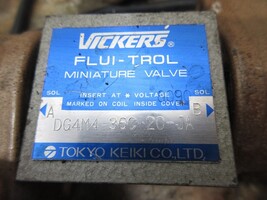 VICKERS®
FLUI-TROL
MINIATURE VALVE
SOL INSERT AT * VOLTAGE SOL
MARKED ON COIL INSIDE COVER
A B
DG4M4 36C 20-JA
TOKYO KEIKI CO., LTD.